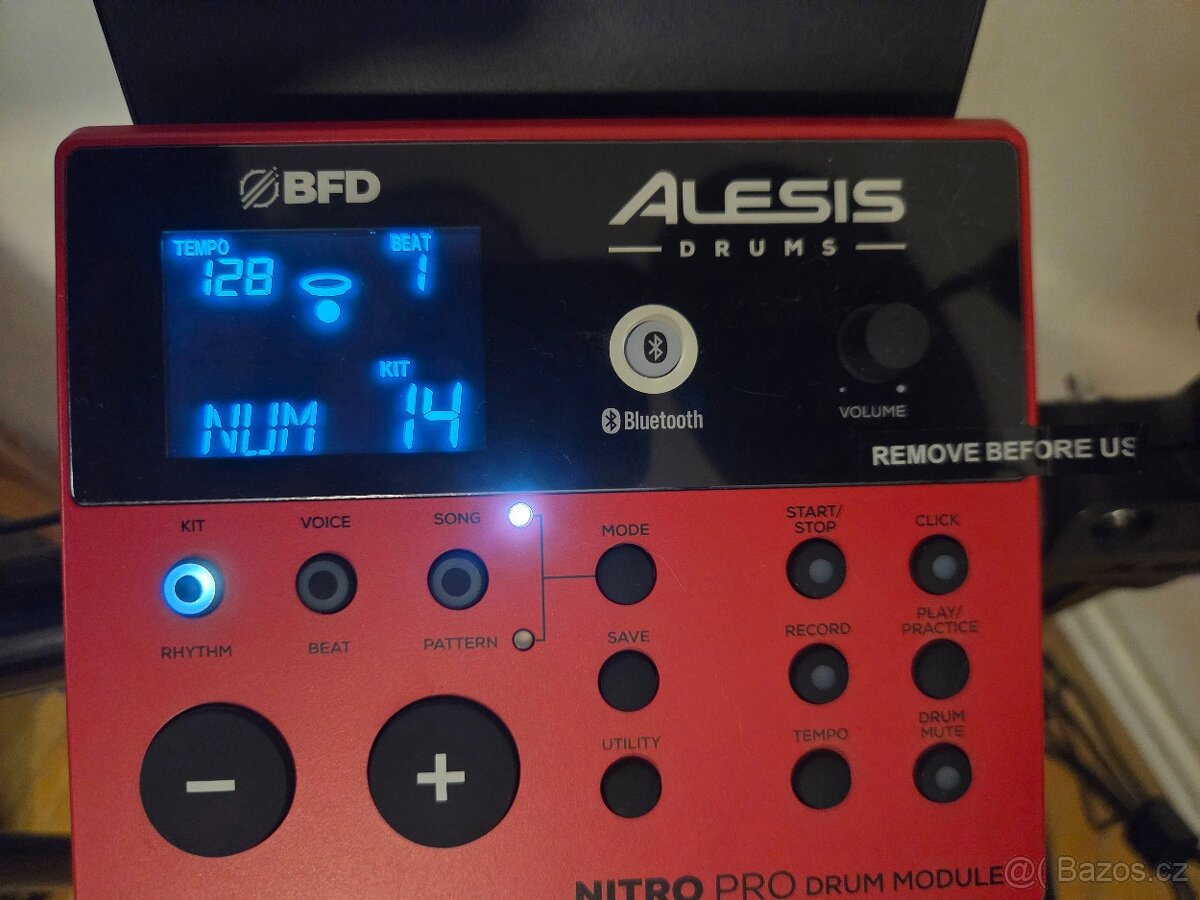 BFD
ALESIS
DRUMS
TEMPO
BEAT
128
1
KIT
NUM
14
Bluetooth
VOLUME
REMOVE BEFORE US
KIT
VOICE
SONG
MODE
START/
STOP
CLICK
RHYTHM
BEAT
PATTERN
SAVE
RECORD
PLAY/
PRACTICE
UTILITY
TEMPO
DRUM
MUTE
−
+
NITRO PRO DRUM MODULE
@( Bazos.cz